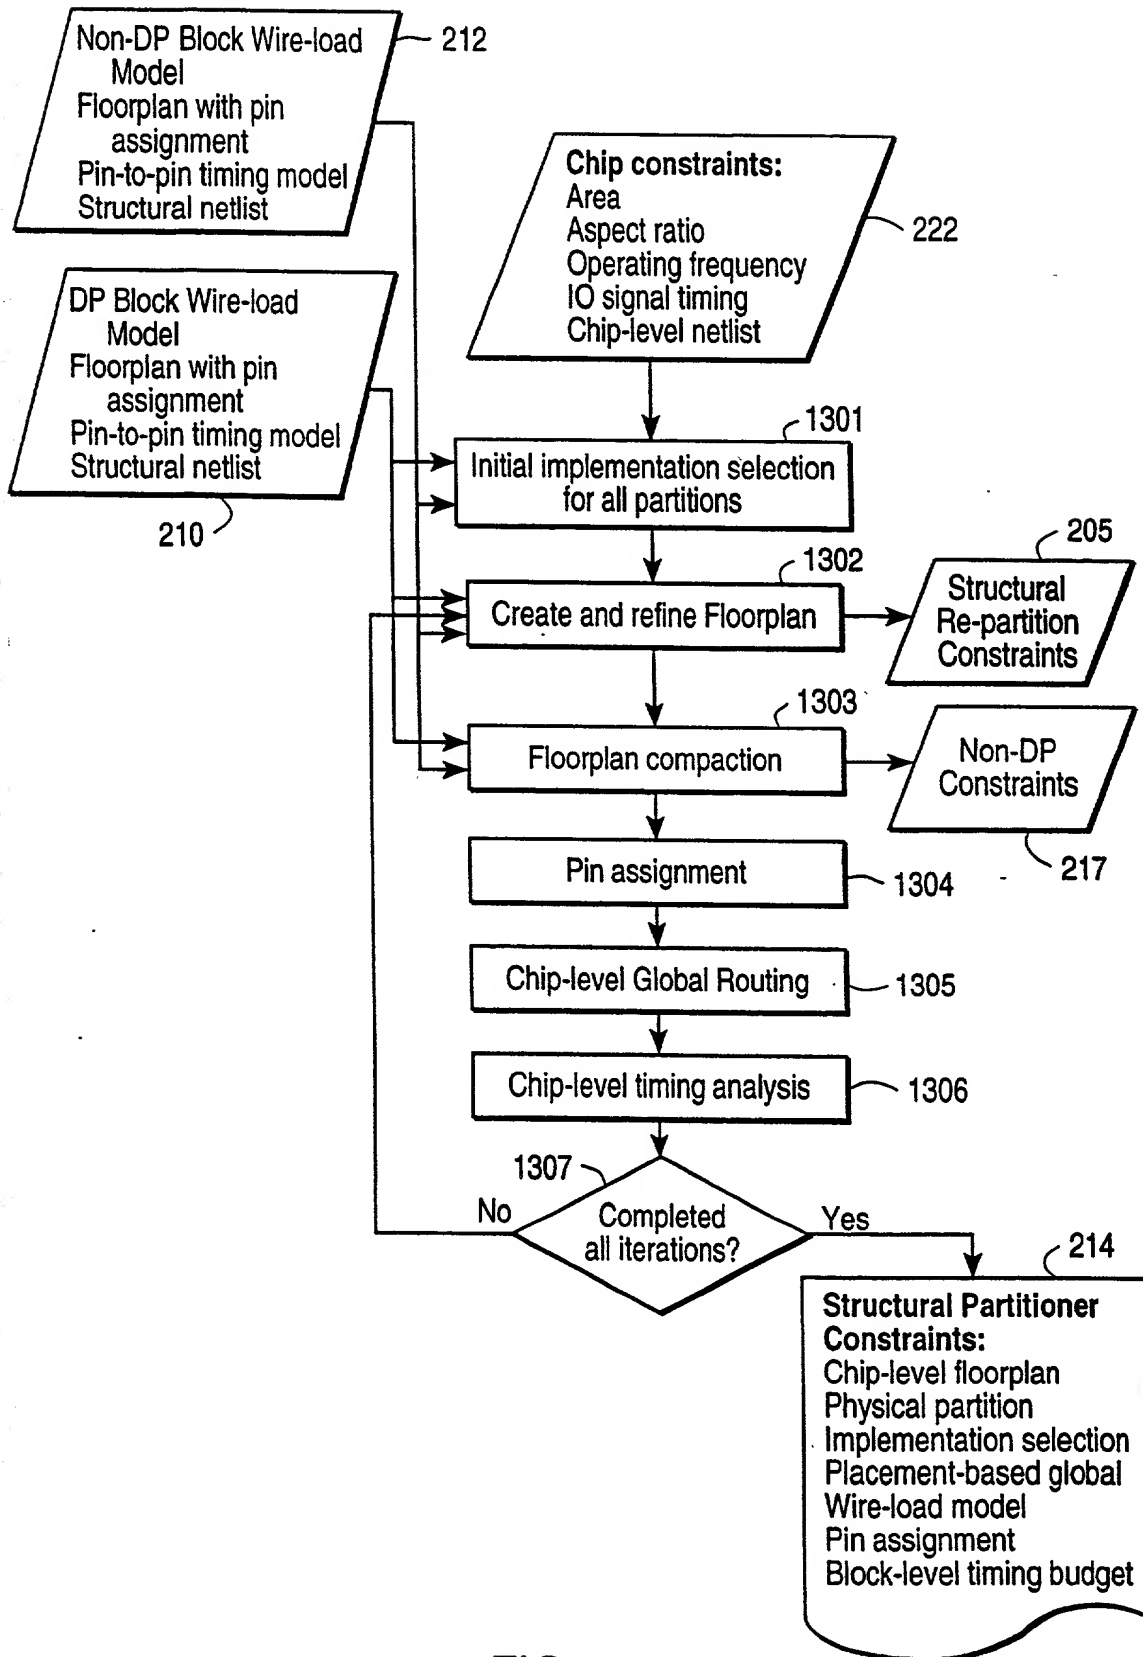 Non-DP Block Wire-load
Model
Floorplan with pin
assignment
Pin-to-pin timing model
Structural netlist
212
Chip constraints:
Area
Aspect ratio
Operating frequency
IO signal timing
Chip-level netlist
222
DP Block Wire-load
Model
Floorplan with pin
assignment
Pin-to-pin timing model
Structural netlist
210
1301
Initial implementation selection
for all partitions
1302
Create and refine Floorplan
205
Structural
Re-partition
Constraints
1303
Floorplan compaction
Non-DP
Constraints
217
Pin assignment
1304
Chip-level Global Routing
1305
Chip-level timing analysis
1306
1307
Completed
all iterations?
No
Yes
214
Structural Partitioner
Constraints:
Chip-level floorplan
Physical partition
Implementation selection
Placement-based global
Wire-load model
Pin assignment
Block-level timing budget